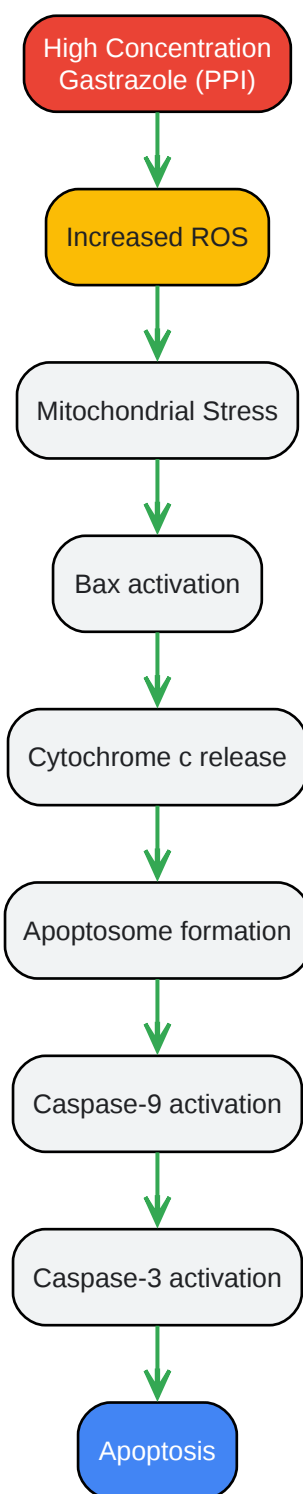 High Concentration
Gastrazole (PPI)
Increased ROS
Mitochondrial Stress
Bax activation
Cytochrome c release
Apoptosome formation
Caspase-9 activation
Caspase-3 activation
Apoptosis